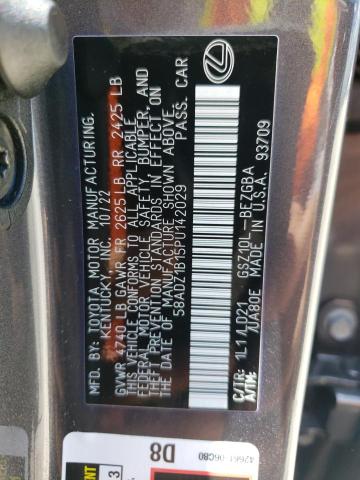 MFD. BY: TOYOTA MOTOR MANUFACTURING.
KENTUCKY, INC. 10/22
GVWR 4740 LB GAWR FR 2625 LB RR 2425 LB
THIS VEHICLE CONFORMS TO ALL APPLICABLE
FEDERAL MOTOR VEHICLE SAFETY, BUMPER, AND
THEFT PREVENTION STANDARDS IN EFFECT ON
THE DATE OF MANUFACTURE SHOWN ABOVE
58ADZ1B15PU142029 PASS. CAR
C/TR: 1L1/LD21 GSZ10L-BEZGBA
A/TM: /UA80E MADE IN U.S.A. 93709
42661-06C80
D8